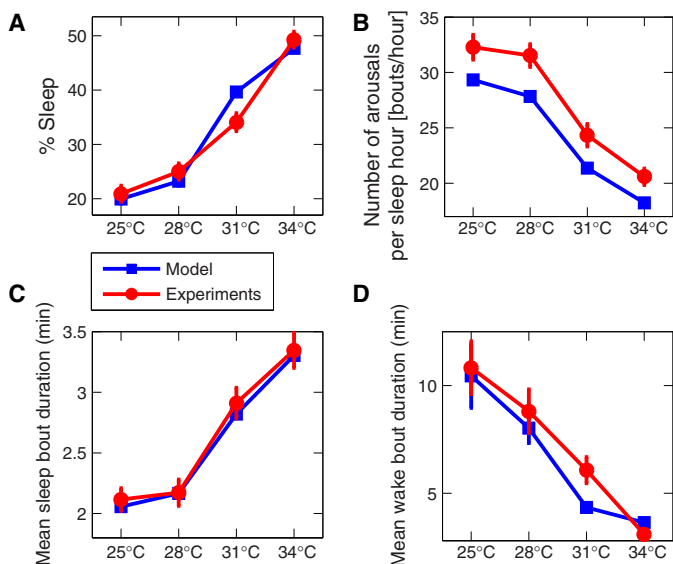 A
% Sleep
50
40
30
20
25°C 28°C 31°C 34°C
B
Number of arousals
per sleep hour [bouts/hour]
35
30
25
20
25°C 28°C 31°C 34°C
Model
Experiments
C
Mean sleep bout duration (min)
3.5
3
2.5
2
25°C 28°C 31°C 34°C
D
Mean wake bout duration (min)
10
5
25°C 28°C 31°C 34°C